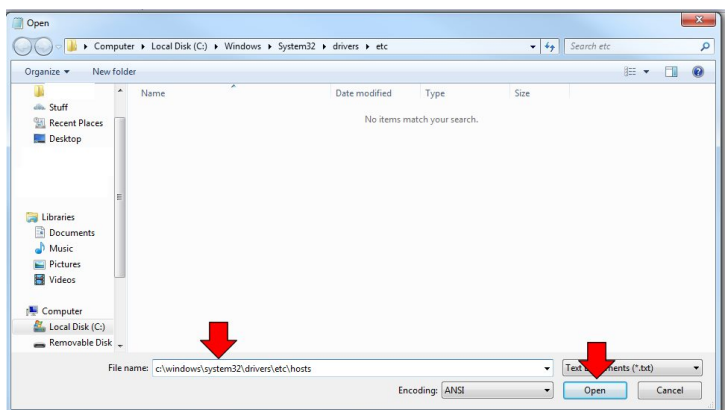 Open
Computer Local Disk (C:) Windows System32 drivers etc
Search etc
Organize New folder
Name Date modified Type Size
No items match your search.
Stuff
Recent Places
Desktop
Libraries
Documents
Music
Pictures
Videos
Computer
Local Disk (C:)
Removable Disk
File name: c:\windows\system32\drivers\etc\hosts
(*.txt)
Encoding: ANSI
Open Cancel